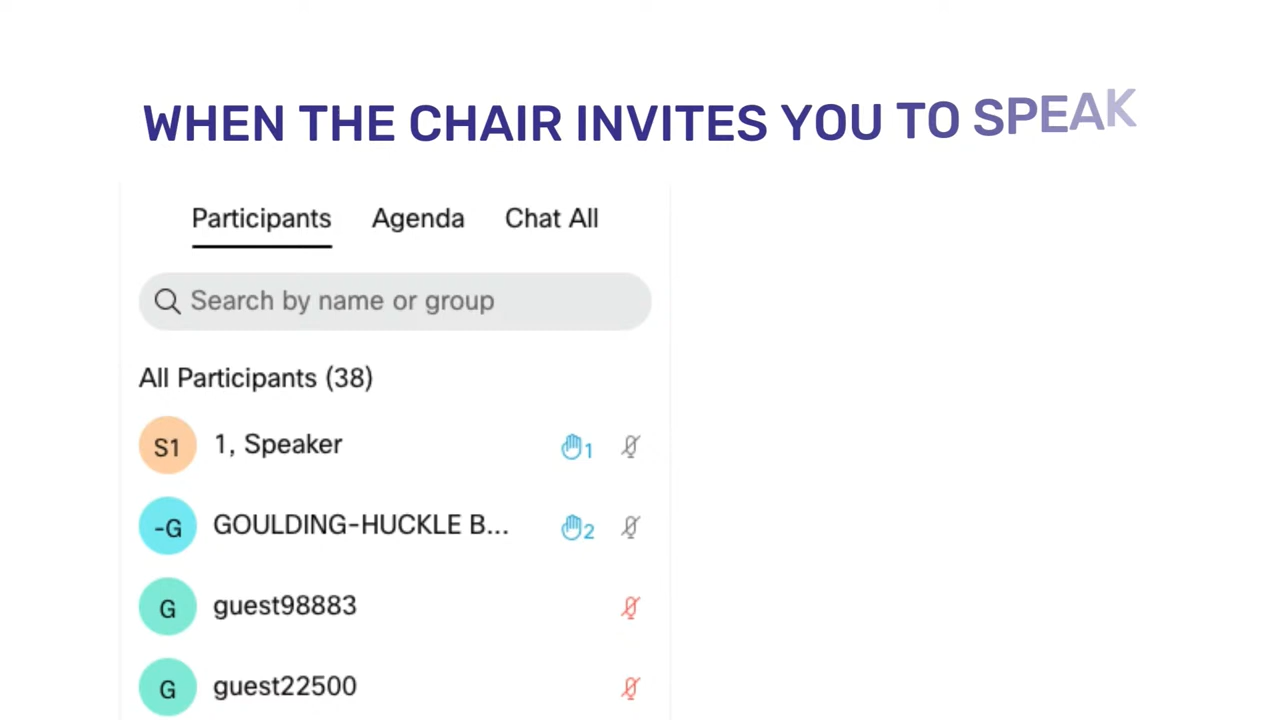 WHEN THE CHAIR INVITES YOU TO SPEAK
Participants Agenda Chat All
Search by name or group
All Participants (38)
S1 1, Speaker 1
-G GOULDING-HUCKLE B... 2
G guest98883
G guest22500